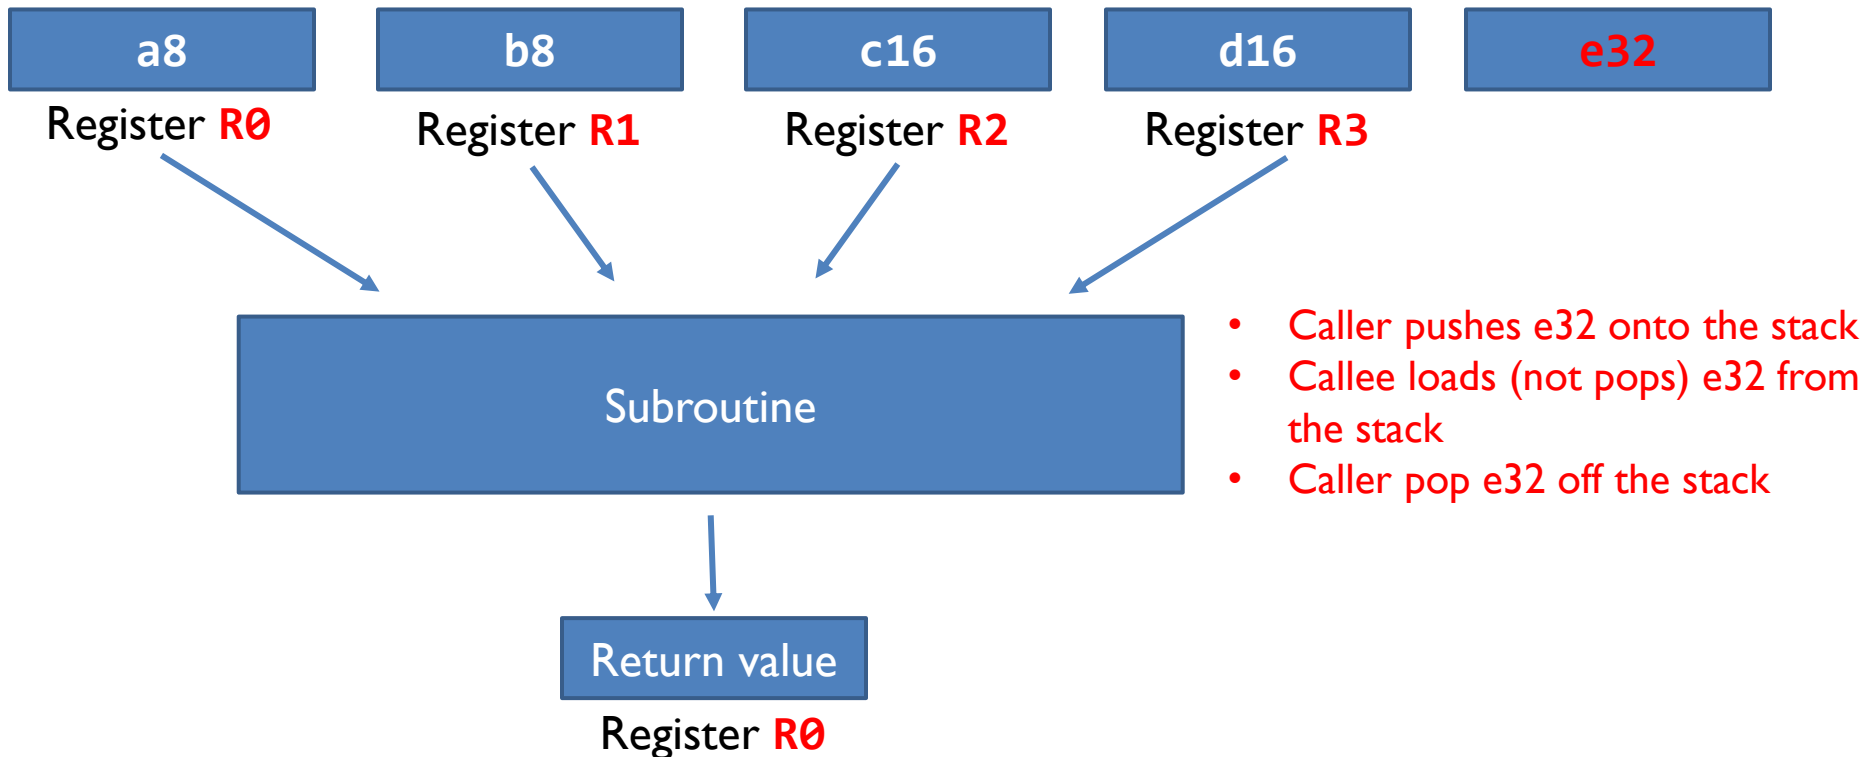 a8 b8 c16 d16 e32
Register R0 Register R1 Register R2 Register R3
• Caller pushes e32 onto the stack
• Callee loads (not pops) e32 from
the stack
• Caller pop e32 off the stack
Subroutine
Return value
Register R0